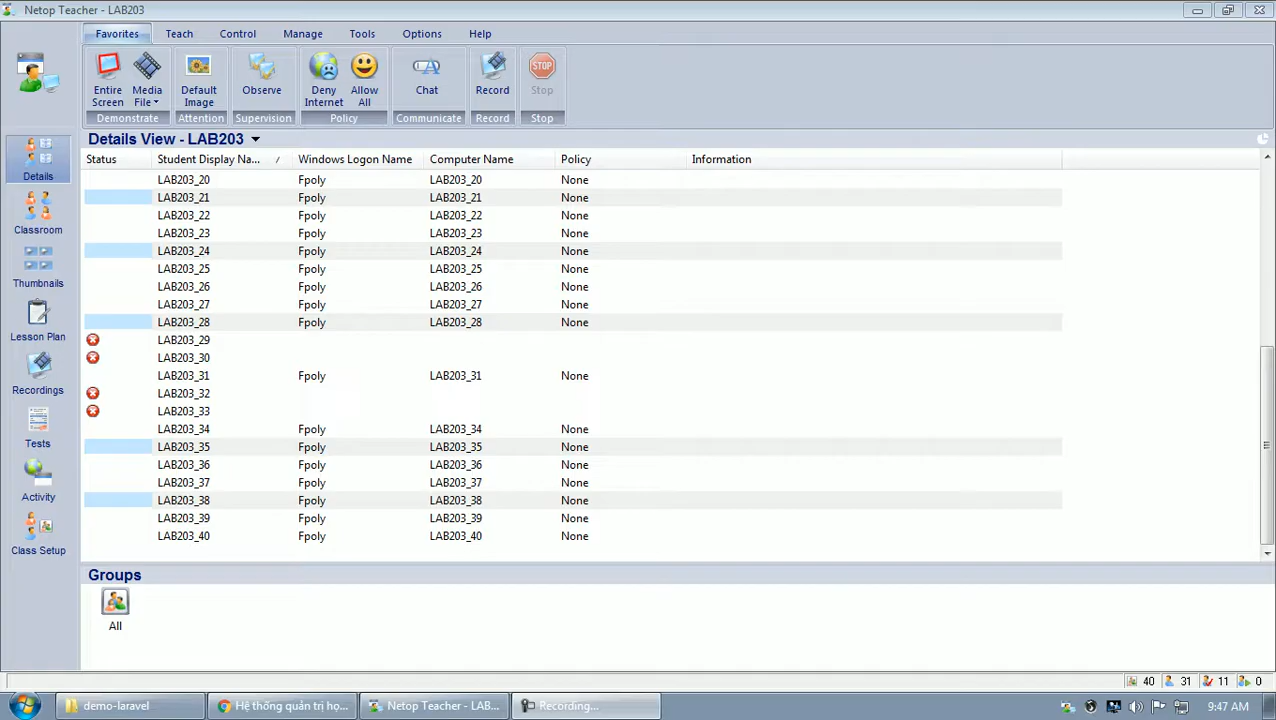 Netop Teacher - LAB203
Favorites Teach Control Manage Tools Options Help
Entire Screen Media File Default Image Observe Deny Internet Allow All Chat Record STOP Stop
Demonstrate Attention Supervision Policy Communicate Record Stop
Details View - LAB203
Status Student Display Na... / Windows Logon Name Computer Name Policy Information
LAB203_20 Fpoly LAB203_20 None
LAB203_21 Fpoly LAB203_21 None
LAB203_22 Fpoly LAB203_22 None
LAB203_23 Fpoly LAB203_23 None
LAB203_24 Fpoly LAB203_24 None
LAB203_25 Fpoly LAB203_25 None
LAB203_26 Fpoly LAB203_26 None
LAB203_27 Fpoly LAB203_27 None
LAB203_28 Fpoly LAB203_28 None
LAB203_29
LAB203_30
LAB203_31 Fpoly LAB203_31 None
LAB203_32
LAB203_33
LAB203_34 Fpoly LAB203_34 None
LAB203_35 Fpoly LAB203_35 None
LAB203_36 Fpoly LAB203_36 None
LAB203_37 Fpoly LAB203_37 None
LAB203_38 Fpoly LAB203_38 None
LAB203_39 Fpoly LAB203_39 None
LAB203_40 Fpoly LAB203_40 None
Details
Classroom
Thumbnails
Lesson Plan
Recordings
Tests
Activity
Class Setup
Groups
All
40 31 11 0
demo-laravel Hệ thống quản trị họ... Netop Teacher - LAB... Recording... 9:47 AM